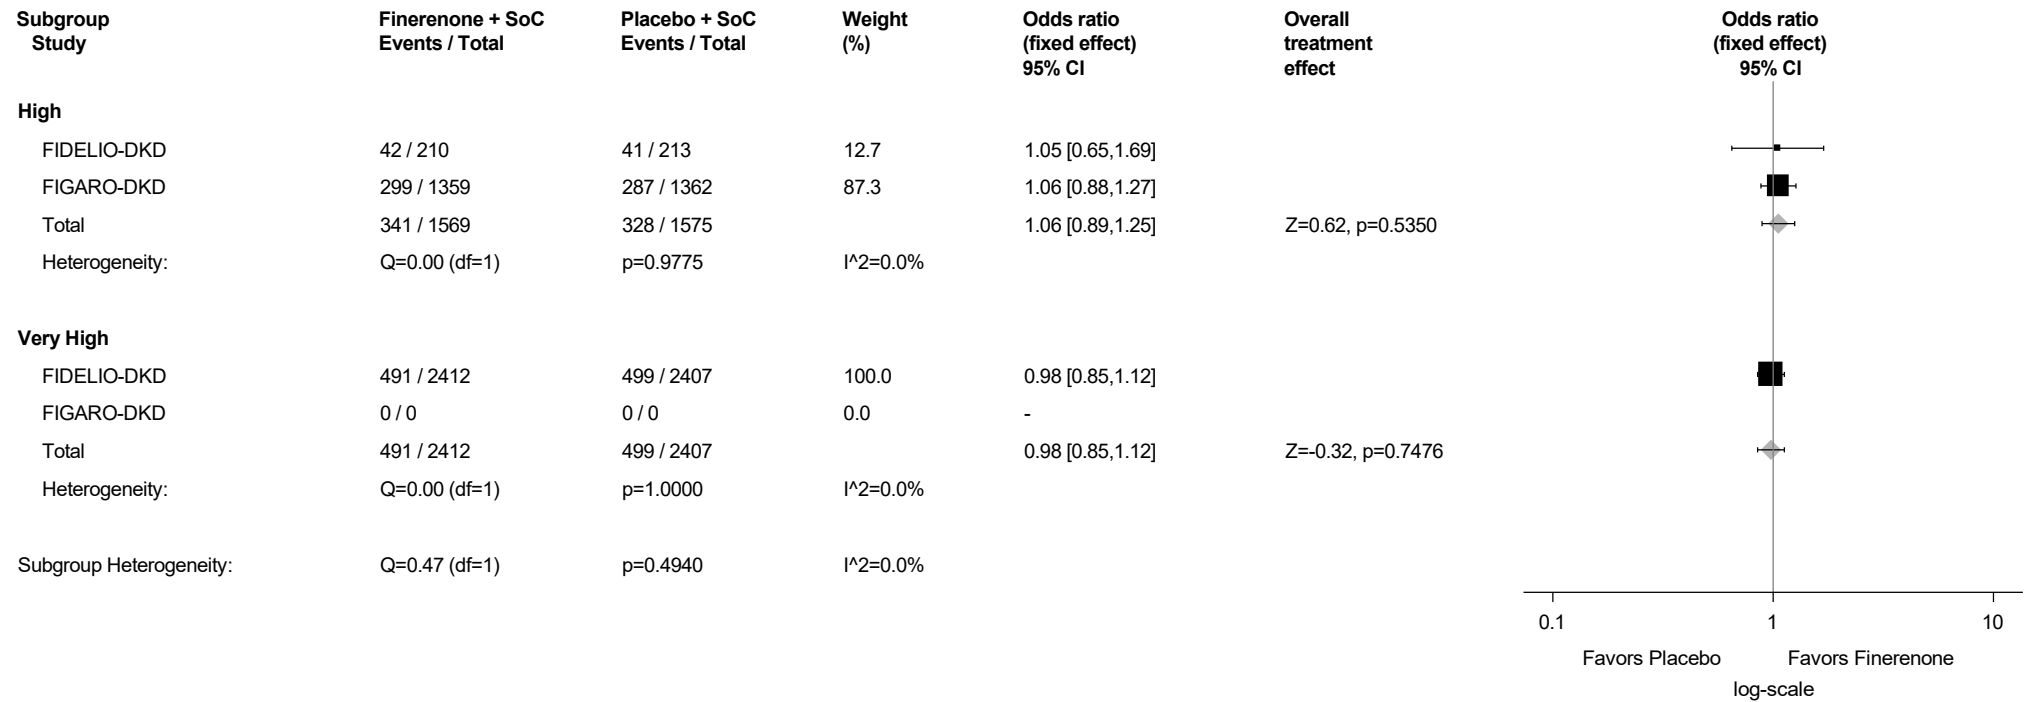 Subgroup Finerenone + SoC Placebo + SoC Weight Odds ratio Overall Odds ratio
Study Events / Total Events / Total (%) (fixed effect) treatment (fixed effect)
95% CI effect 95% CI
High
FIDELIO-DKD 42 / 210 41 / 213 12.7 1.05 [0.65,1.69]
FIGARO-DKD 299 / 1359 287 / 1362 87.3 1.06 [0.88,1.27]
Total 341 / 1569 328 / 1575 1.06 [0.89,1.25] Z=0.62, p=0.5350
Heterogeneity: Q=0.00 (df=1) p=0.9775 I^2=0.0%
Very High
FIDELIO-DKD 491 / 2412 499 / 2407 100.0 0.98 [0.85,1.12]
FIGARO-DKD 0 / 0 0 / 0 0.0 -
Total 491 / 2412 499 / 2407 0.98 [0.85,1.12] Z=-0.32, p=0.7476
Heterogeneity: Q=0.00 (df=1) p=1.0000 I^2=0.0%
Subgroup Heterogeneity: Q=0.47 (df=1) p=0.4940 I^2=0.0%
0.1 1 10
Favors Placebo Favors Finerenone
log-scale